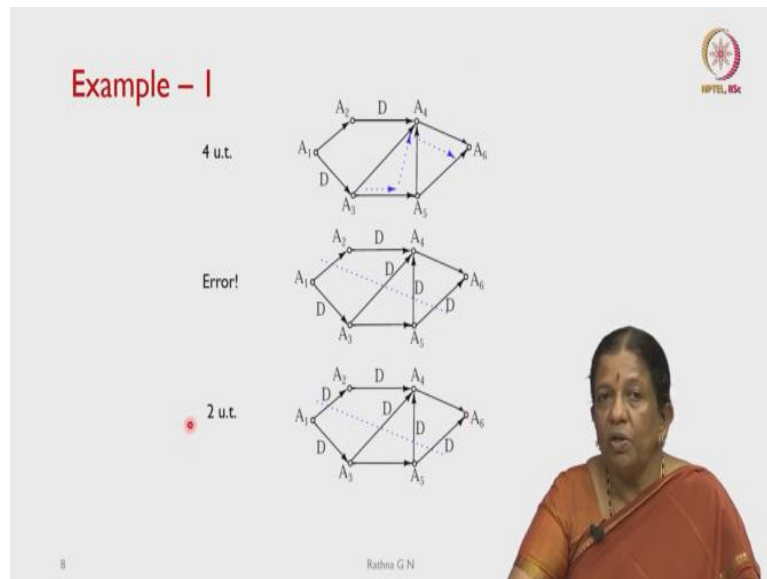 NPTEL, IISc
Example – 1
4 u.t.
A₁ A₂ D A₄ A₆ D A₃ A₅
Error!
A₁ A₂ D A₄ D D A₆ D D A₃ A₅
2 u.t.
A₁ D A₂ D A₄ D D A₆ D D A₃ A₅
8
Rathna G N